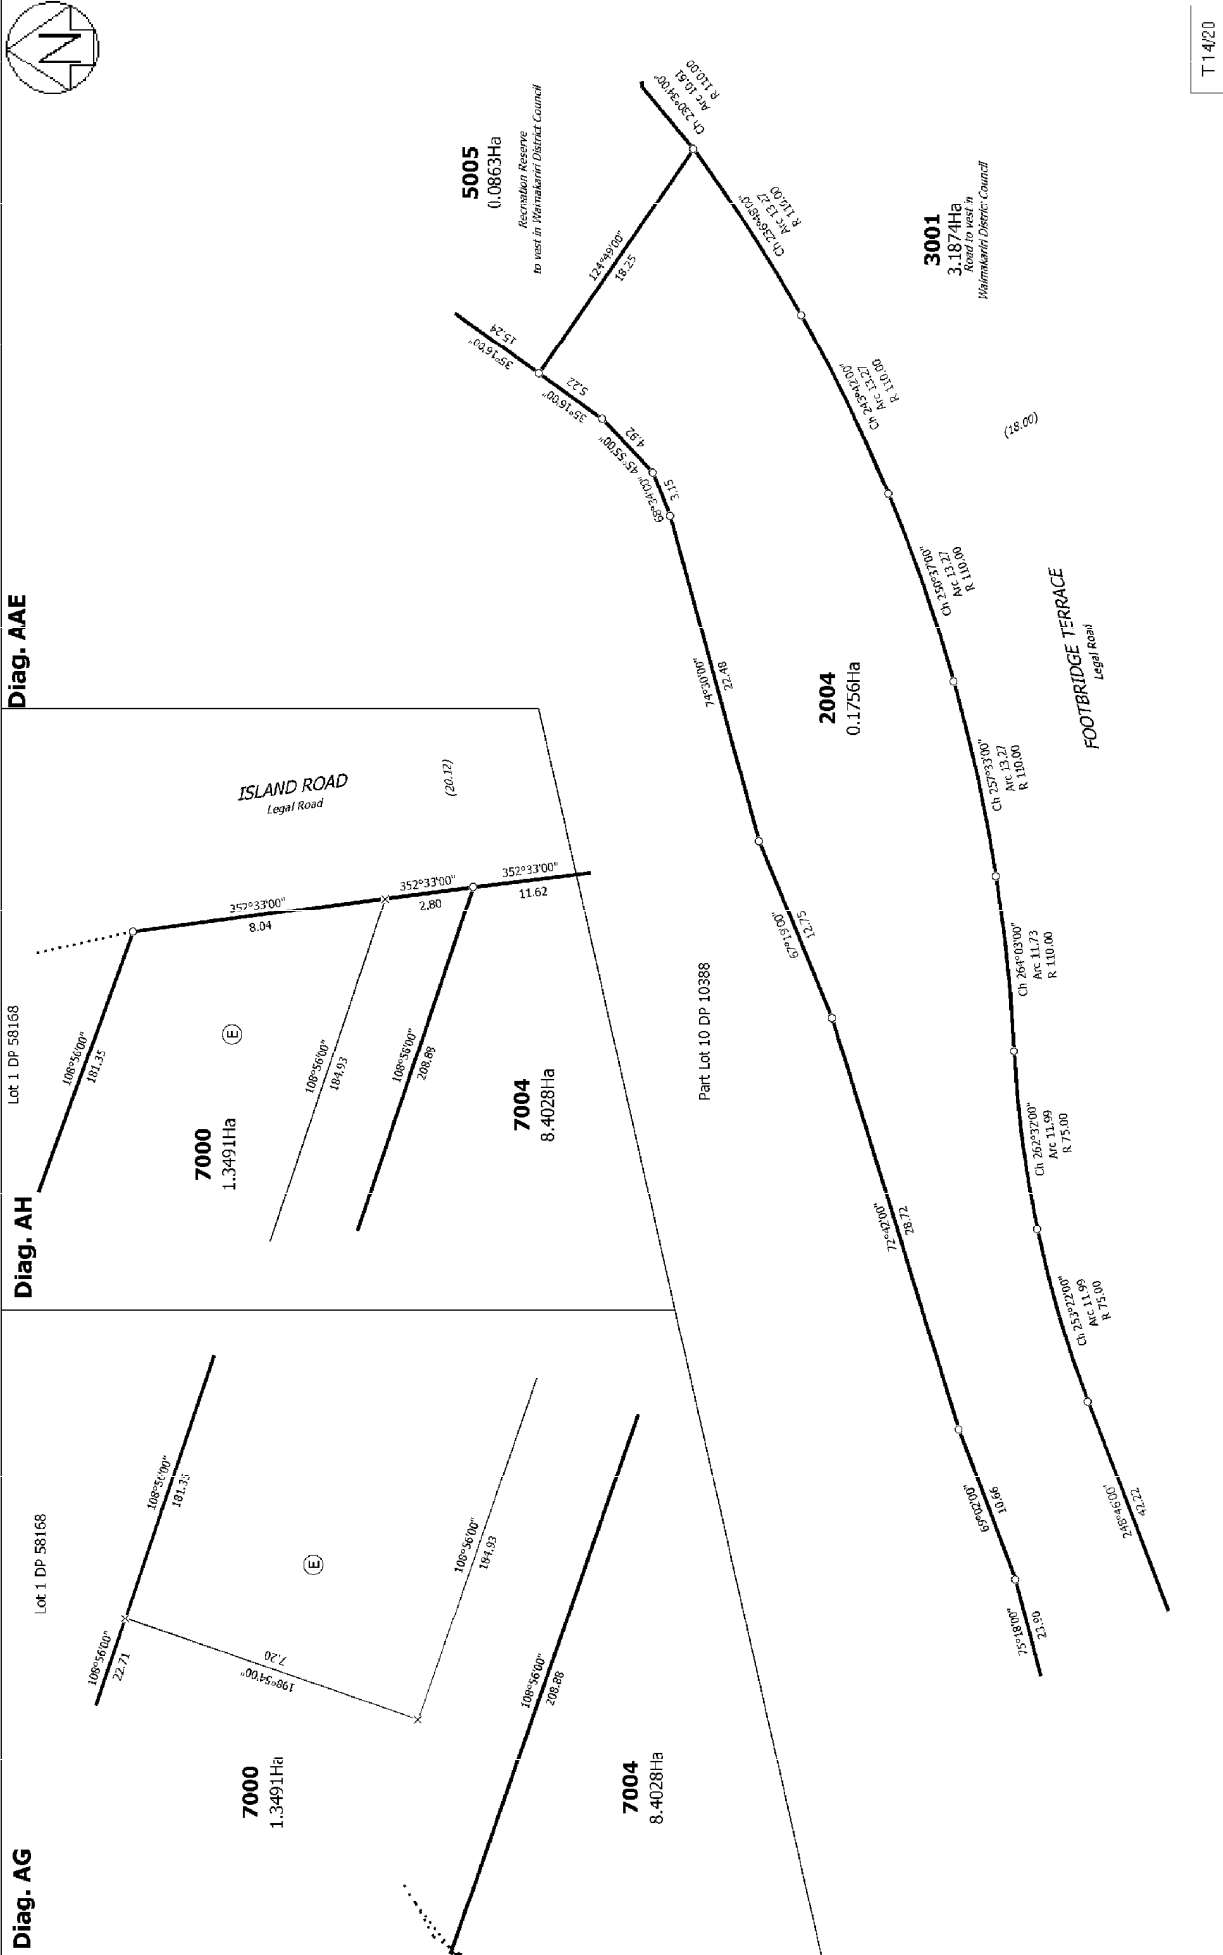 Diag. AG
Lot 1 DP 58168
108°56'00"
22.71
108°56'00"
181.35
198°54'00"
7.20
E
108°56'00"
184.93
7000
1.3491Ha
108°56'00"
208.88
7004
8.4028Ha
Diag. AH
Lot 1 DP 58168
108°56'00"
181.35
352°33'00"
8.04
352°33'00"
2.80
352°33'00"
11.62
ISLAND ROAD
Legal Road
(20.12)
E
7000
1.3491Ha
108°56'00"
184.93
108°56'00"
208.88
7004
8.4028Ha
Diag. AAE
N
5005
0.0863Ha
Recreation Reserve
to vest in Waimakariri District Council
35°16'00"
15.24
124°49'00"
18.25
Ch 230°34'00"
Arc 10.61
R 110.00
35°16'00"
5.22
45°55'00"
4.92
68°34'00"
3.15
Ch 236°48'00"
Arc 13.27
R 110.00
3001
3.1874Ha
Road to vest in
Waimakariri District Council
Ch 243°42'00"
Arc 13.27
R 110.00
(18.00)
74°30'00"
22.48
2004
0.1756Ha
Ch 250°37'00"
Arc 13.27
R 110.00
FOOTBRIDGE TERRACE
Legal Road
Ch 257°33'00"
Arc 13.27
R 110.00
67°19'00"
12.75
Part Lot 10 DP 10388
Ch 264°03'00"
Arc 11.73
R 110.00
72°42'00"
28.72
Ch 262°32'00"
Arc 11.99
R 75.00
Ch 253°22'00"
Arc 11.99
R 75.00
69°02'00"
10.66
248°46'00"
42.22
75°18'00"
23.90
T 14/20